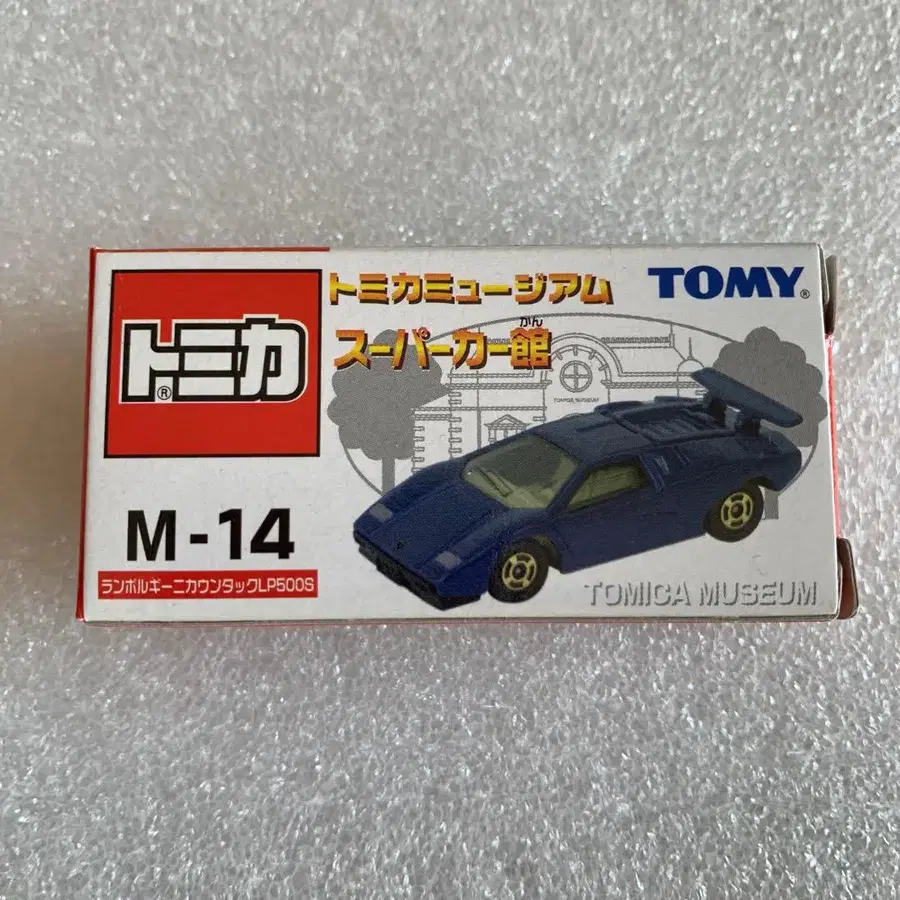 トミカミュージアム
TOMY®
かん
スーパーカー館
トミカ®
TOMICA MUSEUM
M-14
ランボルギーニカウンタックLP500S
TOMICA MUSEUM